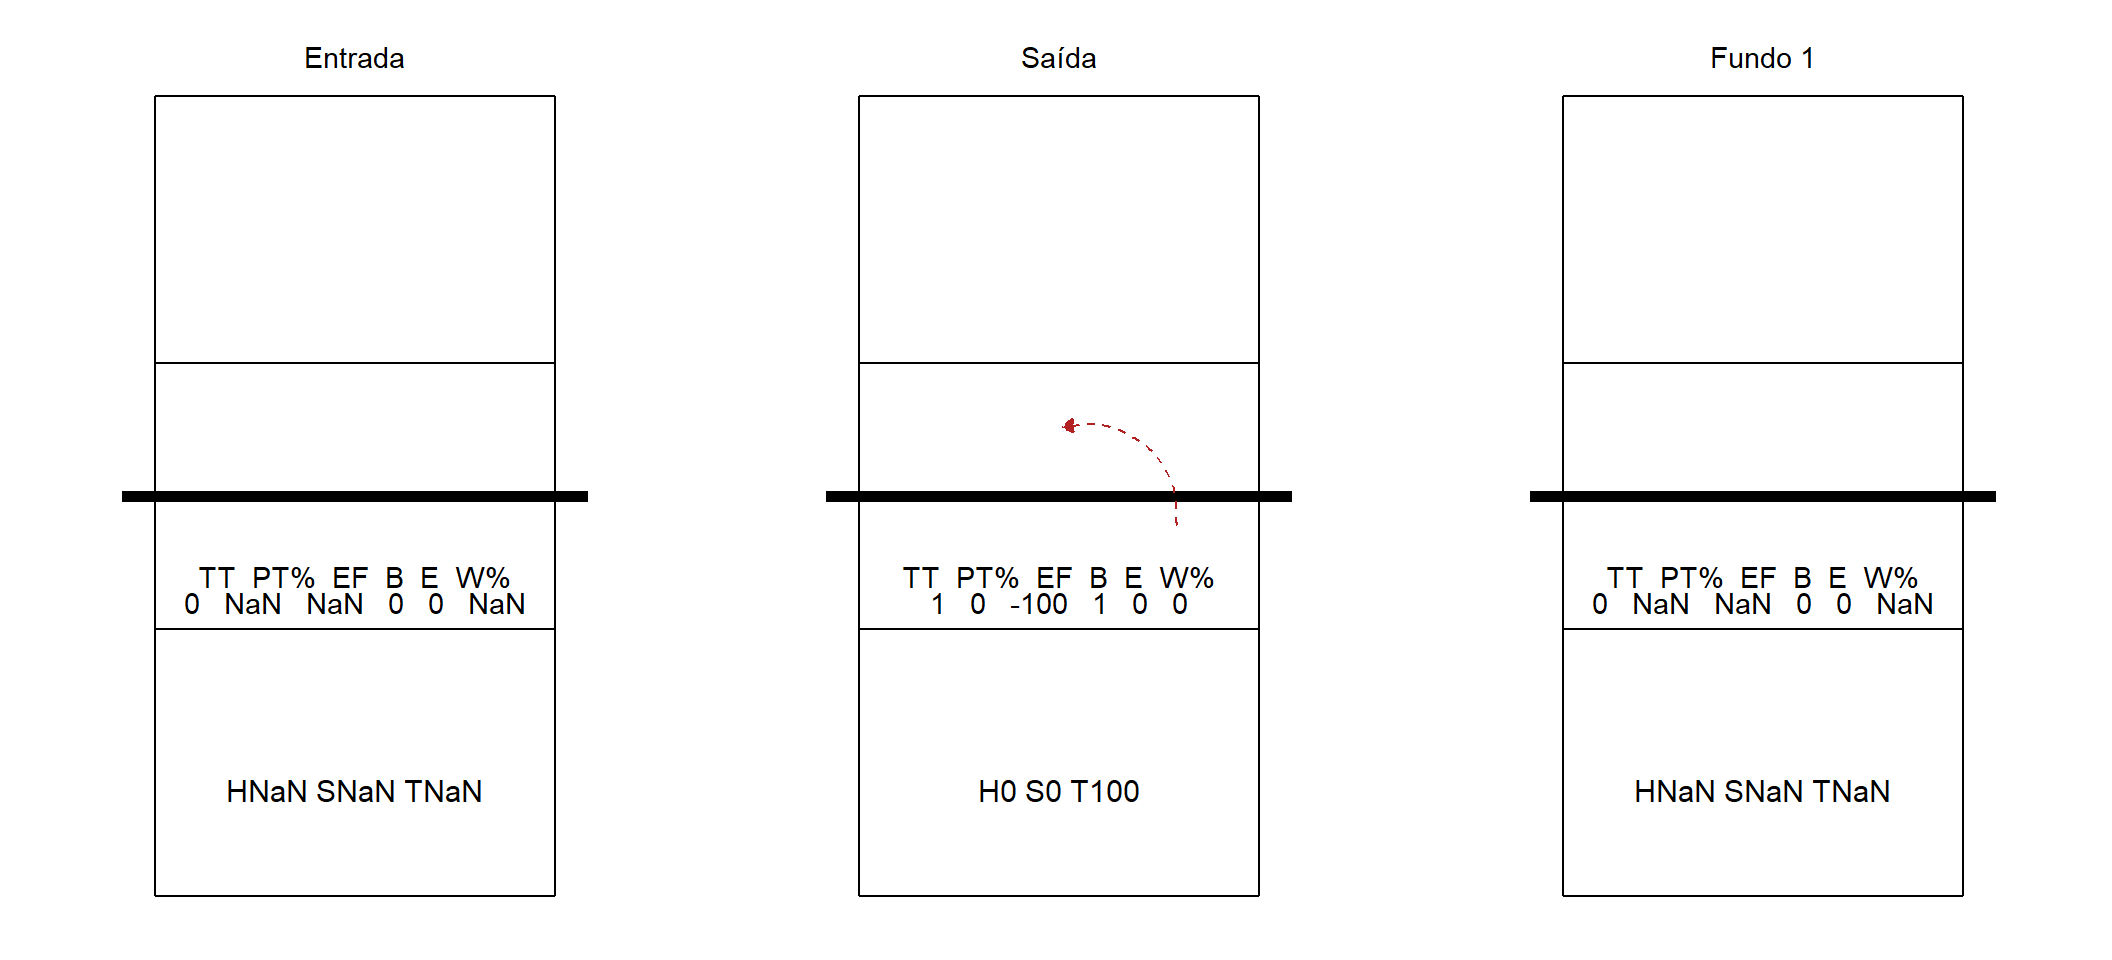 Entrada
Saída
Fundo 1
TT PT% EF B E W%
0 NaN NaN 0 0 NaN
TT PT% EF B E W%
1 0 -100 1 0 0
TT PT% EF B E W%
0 NaN NaN 0 0 NaN
HNaN SNaN TNaN
H0 S0 T100
HNaN SNaN TNaN